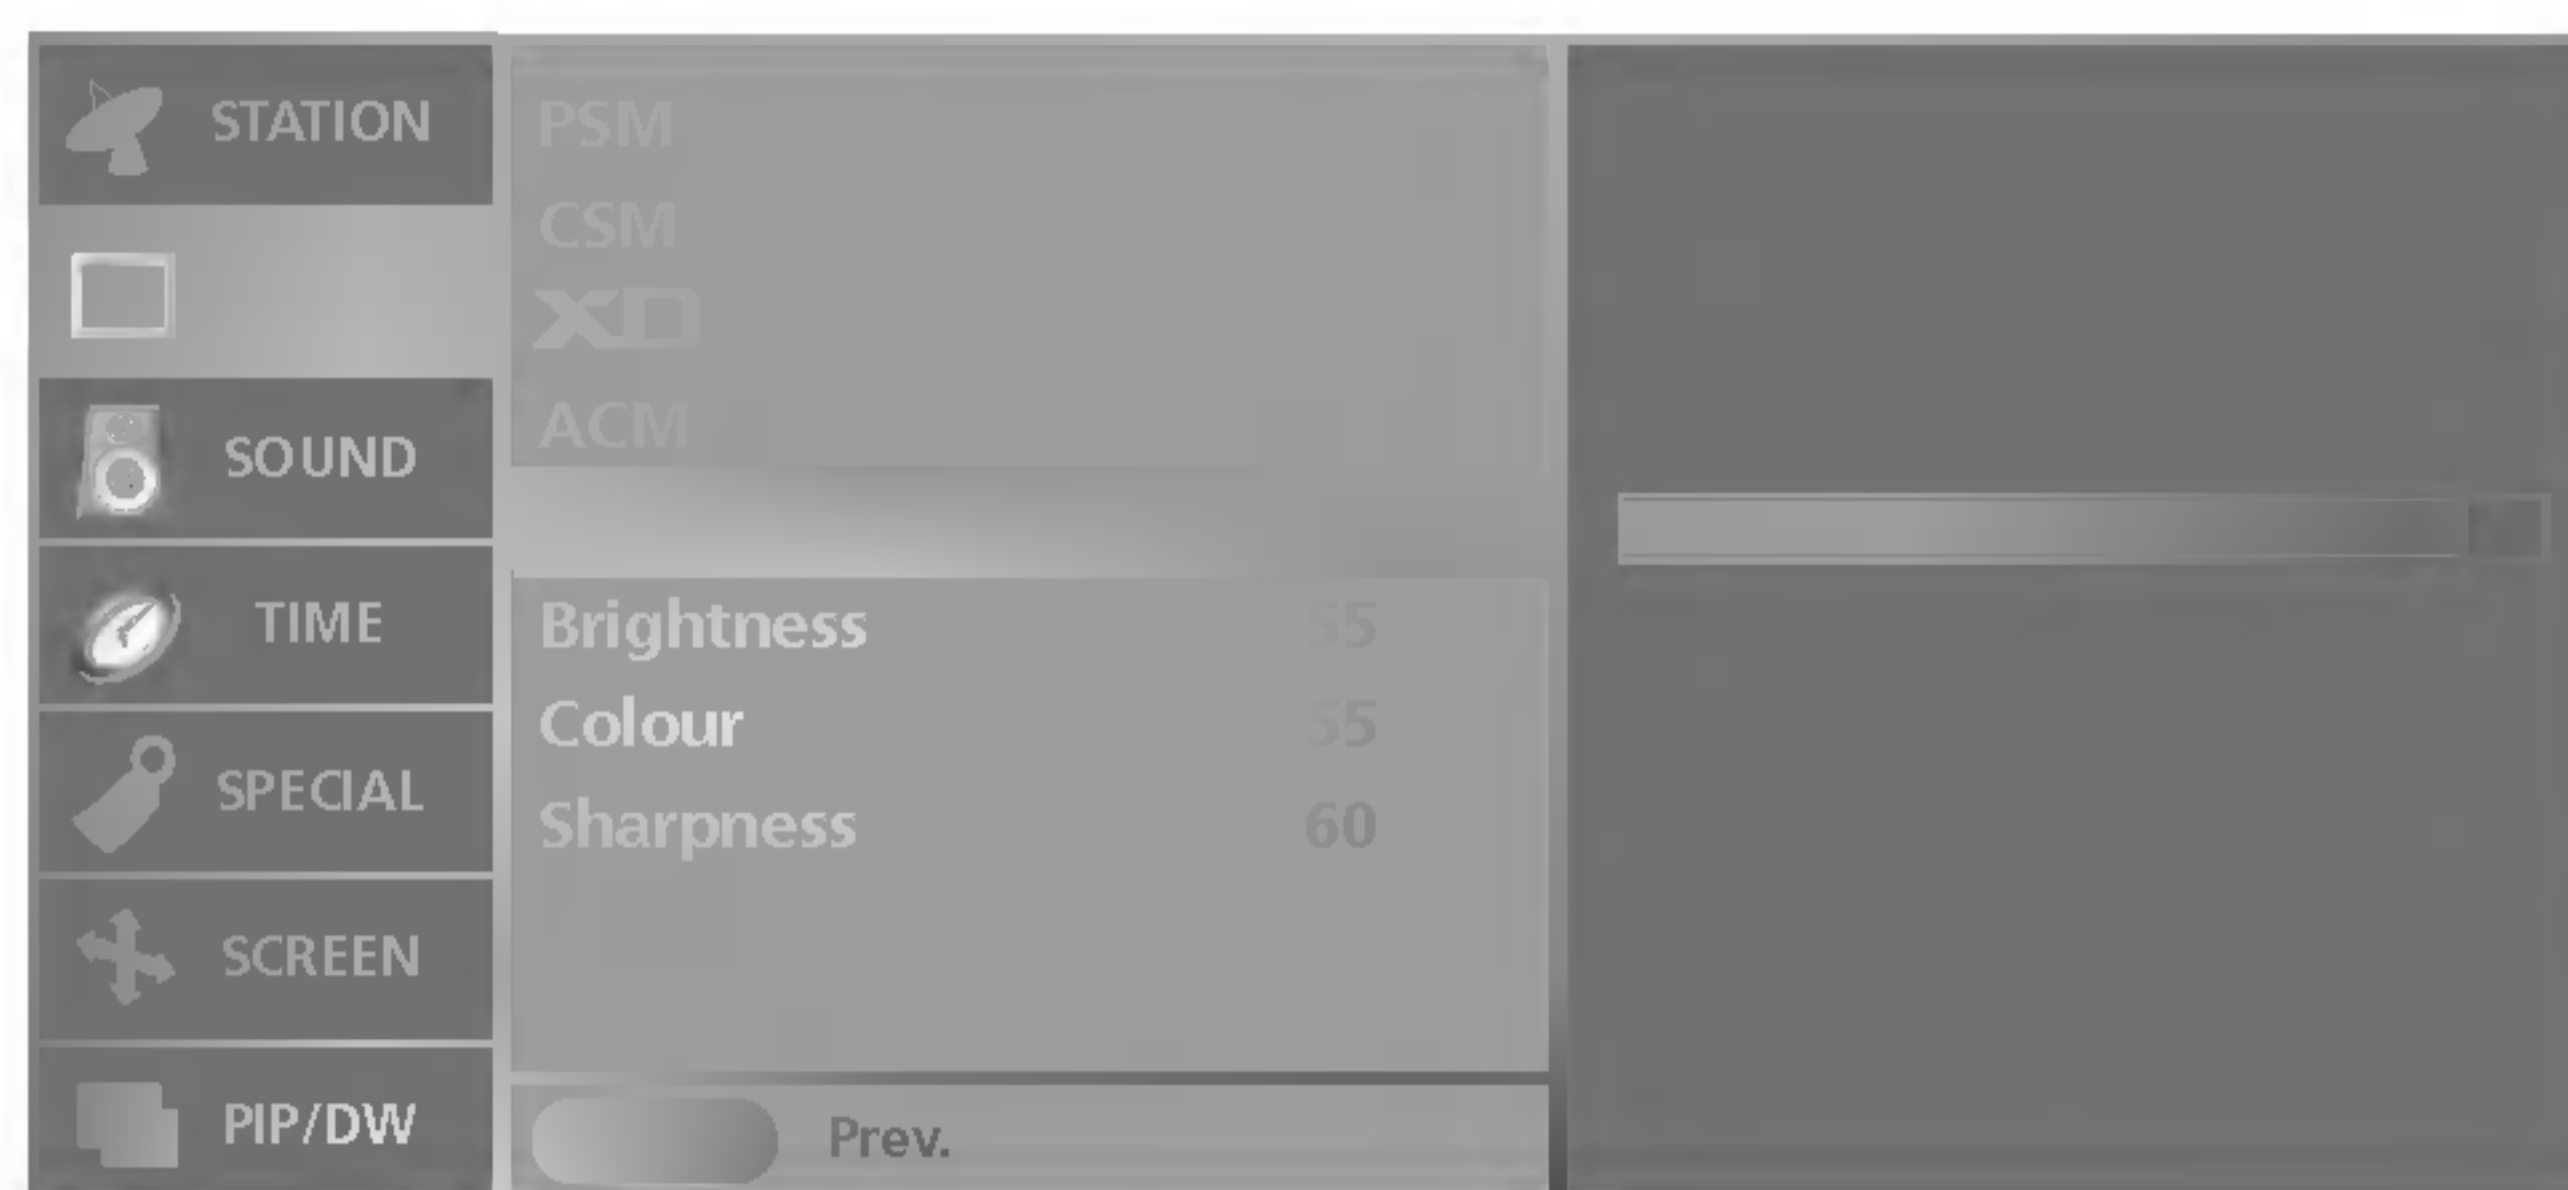 STATION
SOUND
TIME
SPECIAL
SCREEN
PIP/DW
PSM
CSM
XD
ACM
Brightness 55
Colour 55
Sharpness 60
Prev.